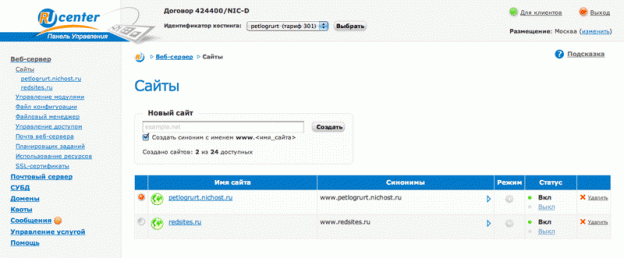 RU center
Панель Управления
Договор 424400/NIC-D
Идентификатор хостинга: petlogrurt (тариф 301) Выбрать
Для клиентов
Выход
Размещение: Москва (изменить)
Веб-сервер
Сайты
petlogrurt.nichost.ru
redsites.ru
Управление модулями
Файл конфигурации
Файловый менеджер
Управление доступом
Почта веб-сервера
Планировщик заданий
Использование ресурсов
SSL-сертификаты
Почтовый сервер
СУБД
Домены
Квоты
Сообщения
Управление услугой
Помощь
> Веб-сервер > Сайты
? Подсказка
Сайты
Новый сайт
example.net Создать
Создать синоним с именем www.<имя_сайта>
Создано сайтов: 2 из 24 доступных
Имя сайта Синонимы Режим Статус
petlogrurt.nichost.ru www.petlogrurt.nichost.ru Вкл Удалить
Выкл
redsites.ru www.redsites.ru Вкл Удалить
Выкл